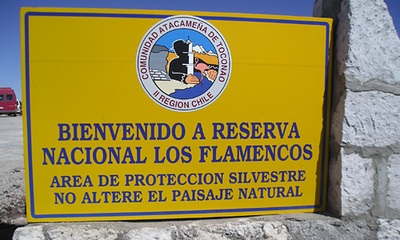 COMUNIDAD ATACAMEÑA DE TOCONAO
II REGION CHILE
BIENVENIDO A RESERVA
NACIONAL LOS FLAMENCOS
AREA DE PROTECCION SILVESTRE
NO ALTERE EL PAISAJE NATURAL